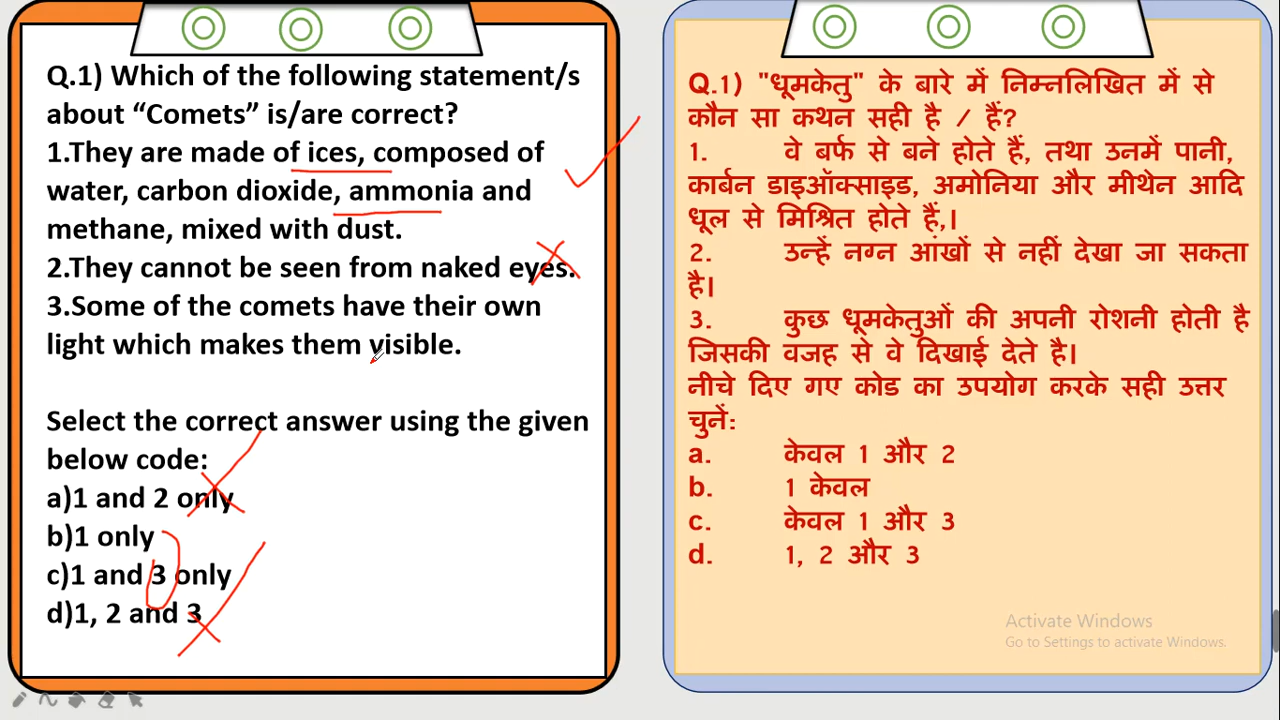 Q.1) Which of the following statement/s
about “Comets” is/are correct?
1.They are made of ices, composed of
water, carbon dioxide, ammonia and
methane, mixed with dust.
2.They cannot be seen from naked eyes.
3.Some of the comets have their own
light which makes them visible.
Select the correct answer using the given
below code:
a)1 and 2 only
b)1 only
c)1 and 3 only
d)1, 2 and 3
Q.1) "धूमकेतु" के बारे में निम्नलिखित में से
कौन सा कथन सही है / हैं?
1. वे बर्फ से बने होते हैं, तथा उनमें पानी,
कार्बन डाइऑक्साइड, अमोनिया और मीथेन आदि
धूल से मिश्रित होते हैं,।
2. उन्हें नग्न आंखों से नहीं देखा जा सकता
है।
3. कुछ धूमकेतुओं की अपनी रोशनी होती है
जिसकी वजह से वे दिखाई देते है।
नीचे दिए गए कोड का उपयोग करके सही उत्तर
चुनें:
a. केवल 1 और 2
b. 1 केवल
c. केवल 1 और 3
d. 1, 2 और 3
Activate Windows
Go to Settings to activate Windows.